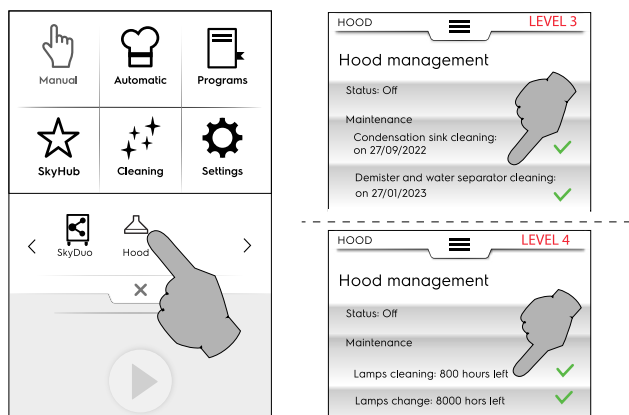 Manual
Automatic
Programs
SkyHub
Cleaning
Settings
SkyDuo
Hood
HOOD
LEVEL 3
Hood management
Status: Off
Maintenance
Condensation sink cleaning:
on 27/09/2022
Demister and water separator cleaning:
on 27/01/2023
HOOD
LEVEL 4
Hood management
Status: Off
Maintenance
Lamps cleaning: 800 hours left
Lamps change: 8000 hors left